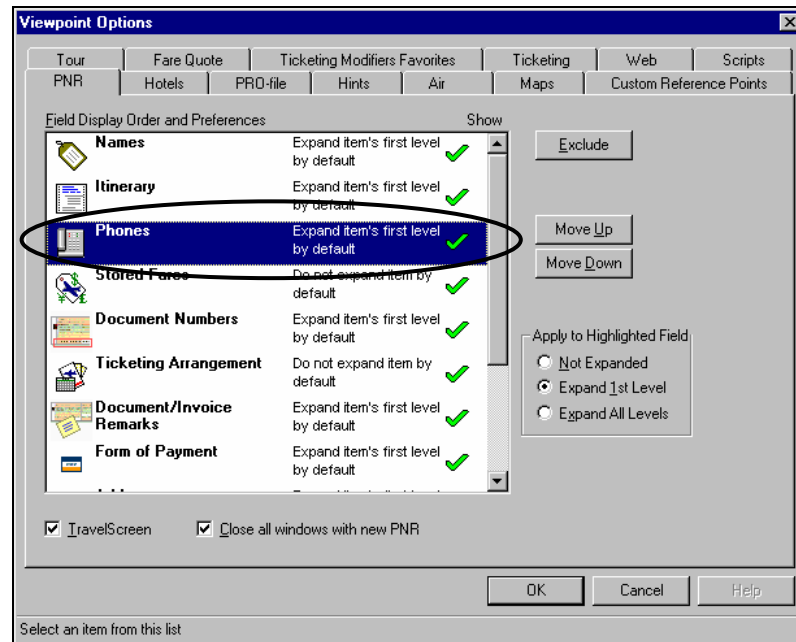 Viewpoint Options
Tour Fare Quote Ticketing Modifiers Favorites Ticketing Web Scripts
PNR Hotels PRO-file Hints Air Maps Custom Reference Points
Field Display Order and Preferences Show
Names Expand item's first level
by default
Exclude
Itinerary Expand item's first level
by default
Phones Expand item's first level
by default
Move Up
Move Down
Stored Fares Do not expand item by
default
Document Numbers Expand item's first level
by default
Apply to Highlighted Field
Ticketing Arrangement Do not expand item by
default
Not Expanded
Expand 1st Level
Expand All Levels
Document/Invoice Expand item's first level
Remarks by default
Form of Payment Expand item's first level
by default
TravelScreen Close all windows with new PNR
OK Cancel Help
Select an item from this list